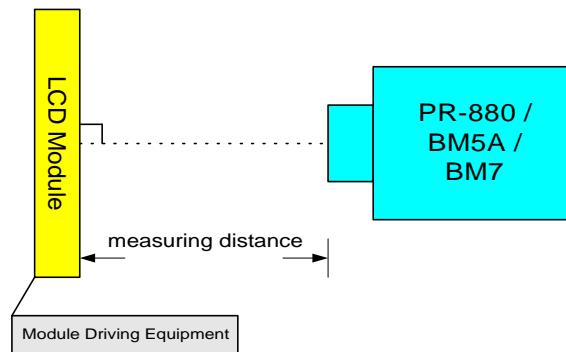 LCD Module
PR-880 /
BM5A /
BM7
measuring distance
Module Driving Equipment